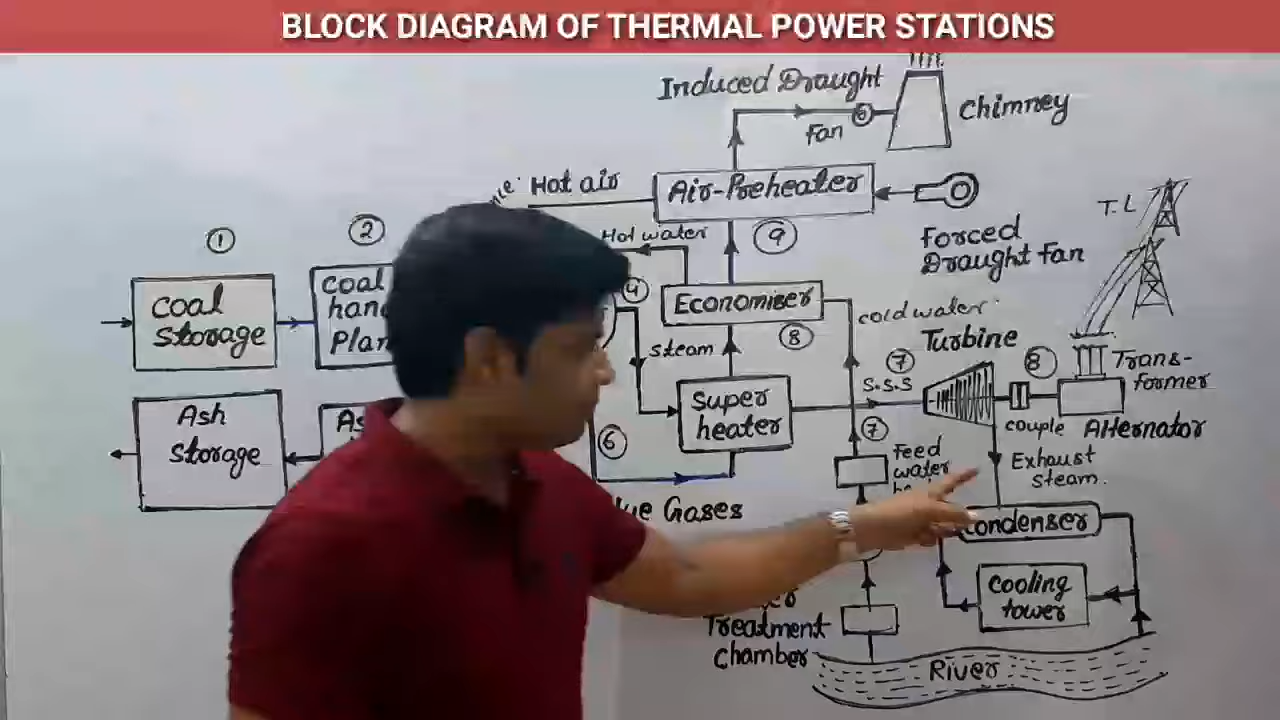 BLOCK DIAGRAM OF THERMAL POWER STATIONS
Induced Draught
Fan
Chimney
Hot air
Air-Preheater
T.L
Forced
Draught Fan
1
2
Hot water
9
Coal
Storage
Coal
Economiser
8
cold water
4
steam
Turbine
7
S.S.S
8
Trans-
former
couple
Alternator
Super
heater
Ash
Storage
6
7
Feed
water
Exhaust
steam.
Gases
Condenser
Cooling
tower
Treatment
Chamber
River